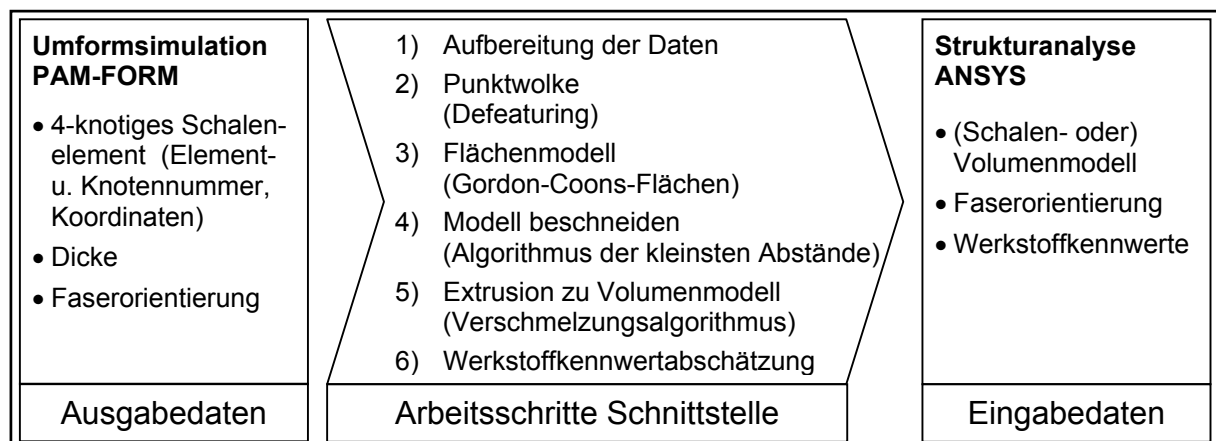 Umformsimulation
PAM-FORM
• 4-knotiges Schalen-
element (Element-
u. Knotennummer,
Koordinaten)
• Dicke
• Faserorientierung
Ausgabedaten
1) Aufbereitung der Daten
2) Punktwolke
(Defeaturing)
3) Flächenmodell
(Gordon-Coons-Flächen)
4) Modell beschneiden
(Algorithmus der kleinsten Abstände)
5) Extrusion zu Volumenmodell
(Verschmelzungsalgorithmus)
6) Werkstoffkennwertabschätzung
Arbeitsschritte Schnittstelle
Strukturanalyse
ANSYS
• (Schalen- oder)
Volumenmodell
• Faserorientierung
• Werkstoffkennwerte
Eingabedaten